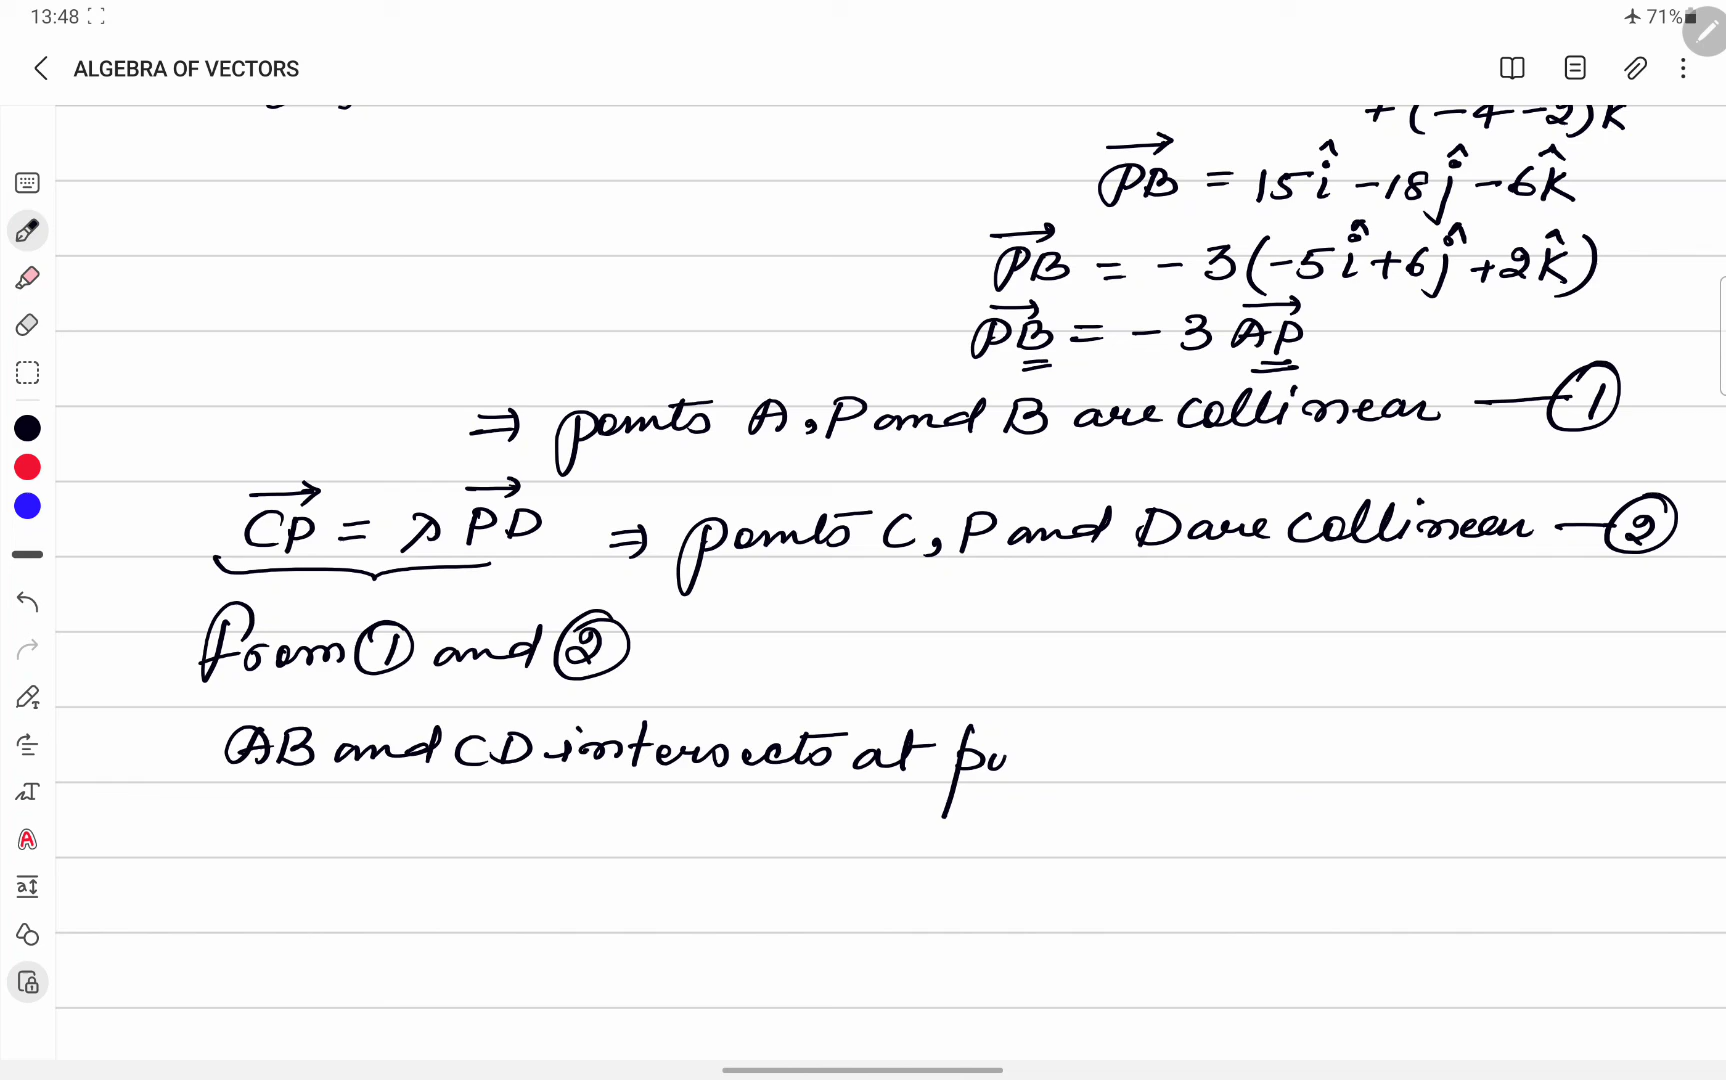 13:48
71%
ALGEBRA OF VECTORS
+(-4-2)k
PB→ = 15î -18ĵ -6k̂
PB→ = -3(-5î+6ĵ+2k̂)
PB→ = -3 AP→
⇒ points A, P and B are collinear —①
CP→ = λ PD→ ⇒ points C, P and D are collinear —②
from ① and ②
AB and CD intersects at po